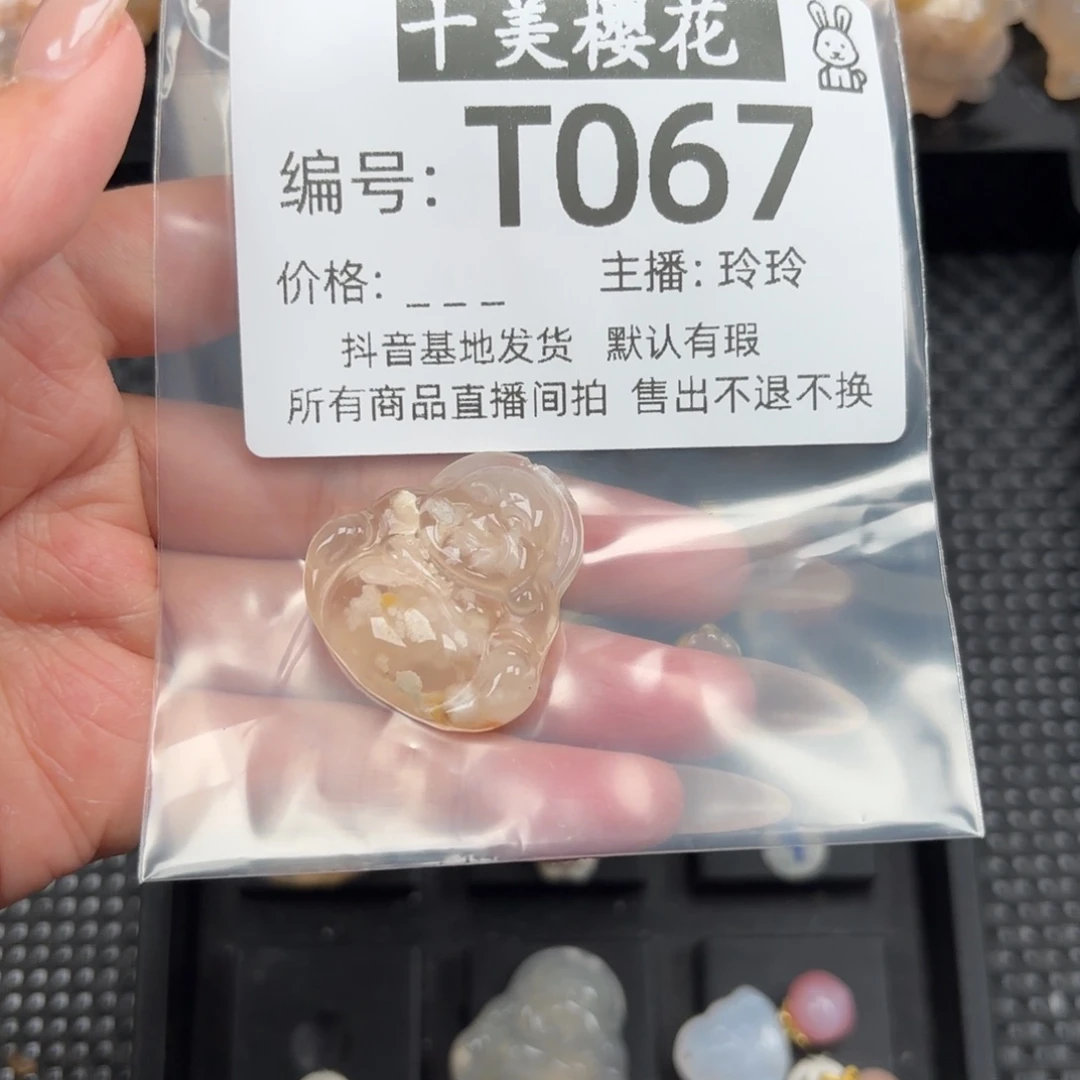 十美樱花
编号: T067
价格: _ _ _ 主播: 玲玲
抖音基地发货 默认有瑕
所有商品直播间拍 售出不退不换